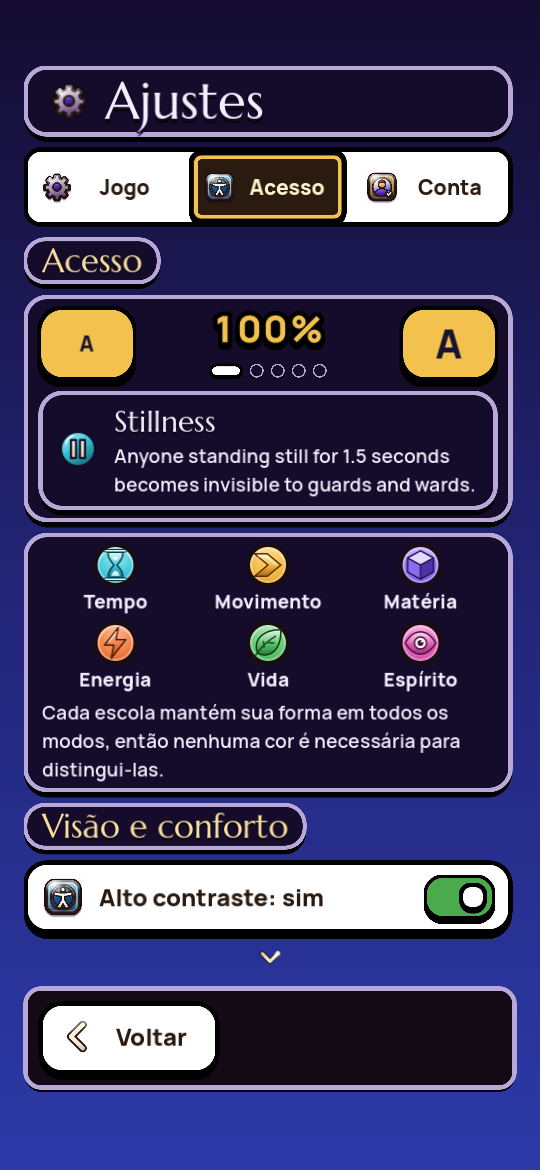 Ajustes
Jogo
Acesso
Conta
Acesso
A
100%
A
Stillness
Anyone standing still for 1.5 seconds
becomes invisible to guards and wards.
Tempo
Movimento
Matéria
Energia
Vida
Espírito
Cada escola mantém sua forma em todos os
modos, então nenhuma cor é necessária para
distingui-las.
Visão e conforto
Alto contraste: sim
Voltar